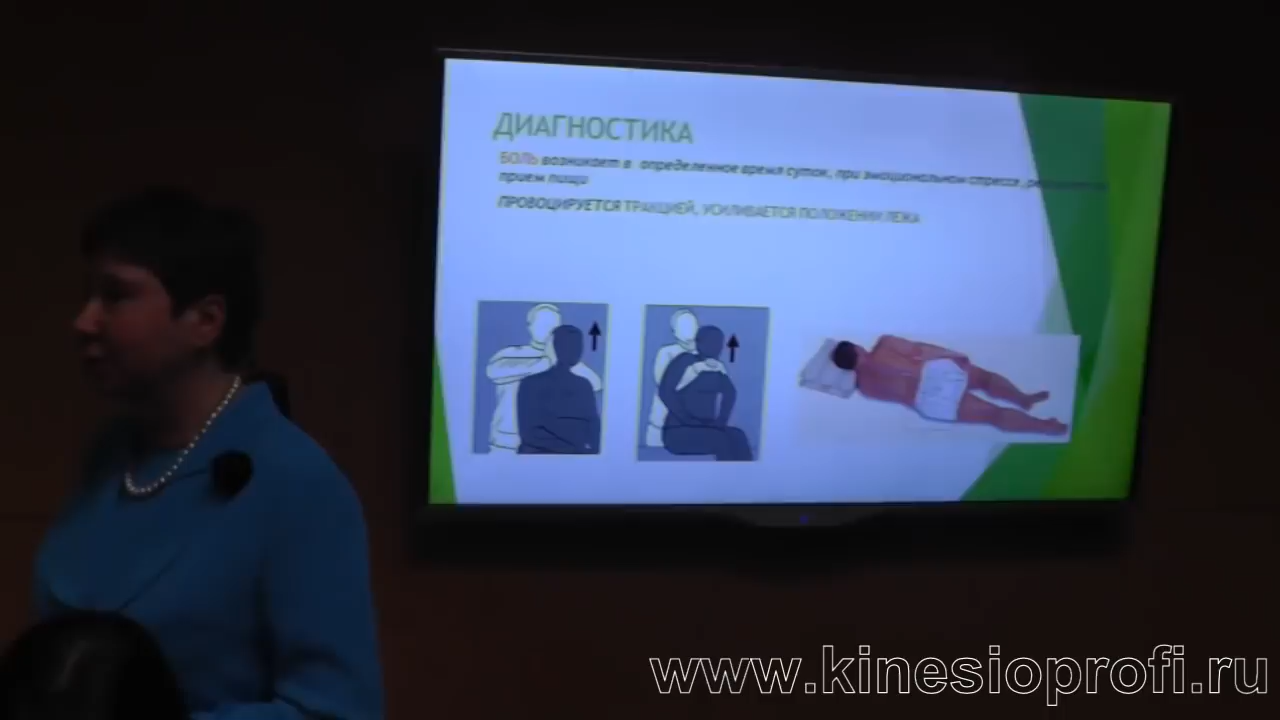 ДИАГНОСТИКА
БОЛЬ возникает в определенное время суток, при эмоциональном стрессе
прием пищи
ПРОВОЦИРУЕТСЯ ТРАКЦИЕЙ, УСИЛИВАЕТСЯ ПОЛОЖЕНИИ ЛЕЖА
www.kinesioprofi.ru